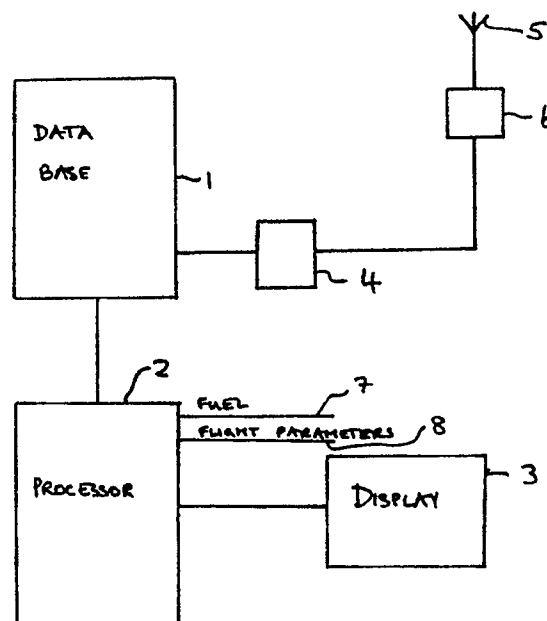 5
6
DATA
BASE
1
4
2
FUEL
7
FLIGHT PARAMETERS
8
PROCESSOR
DISPLAY
3